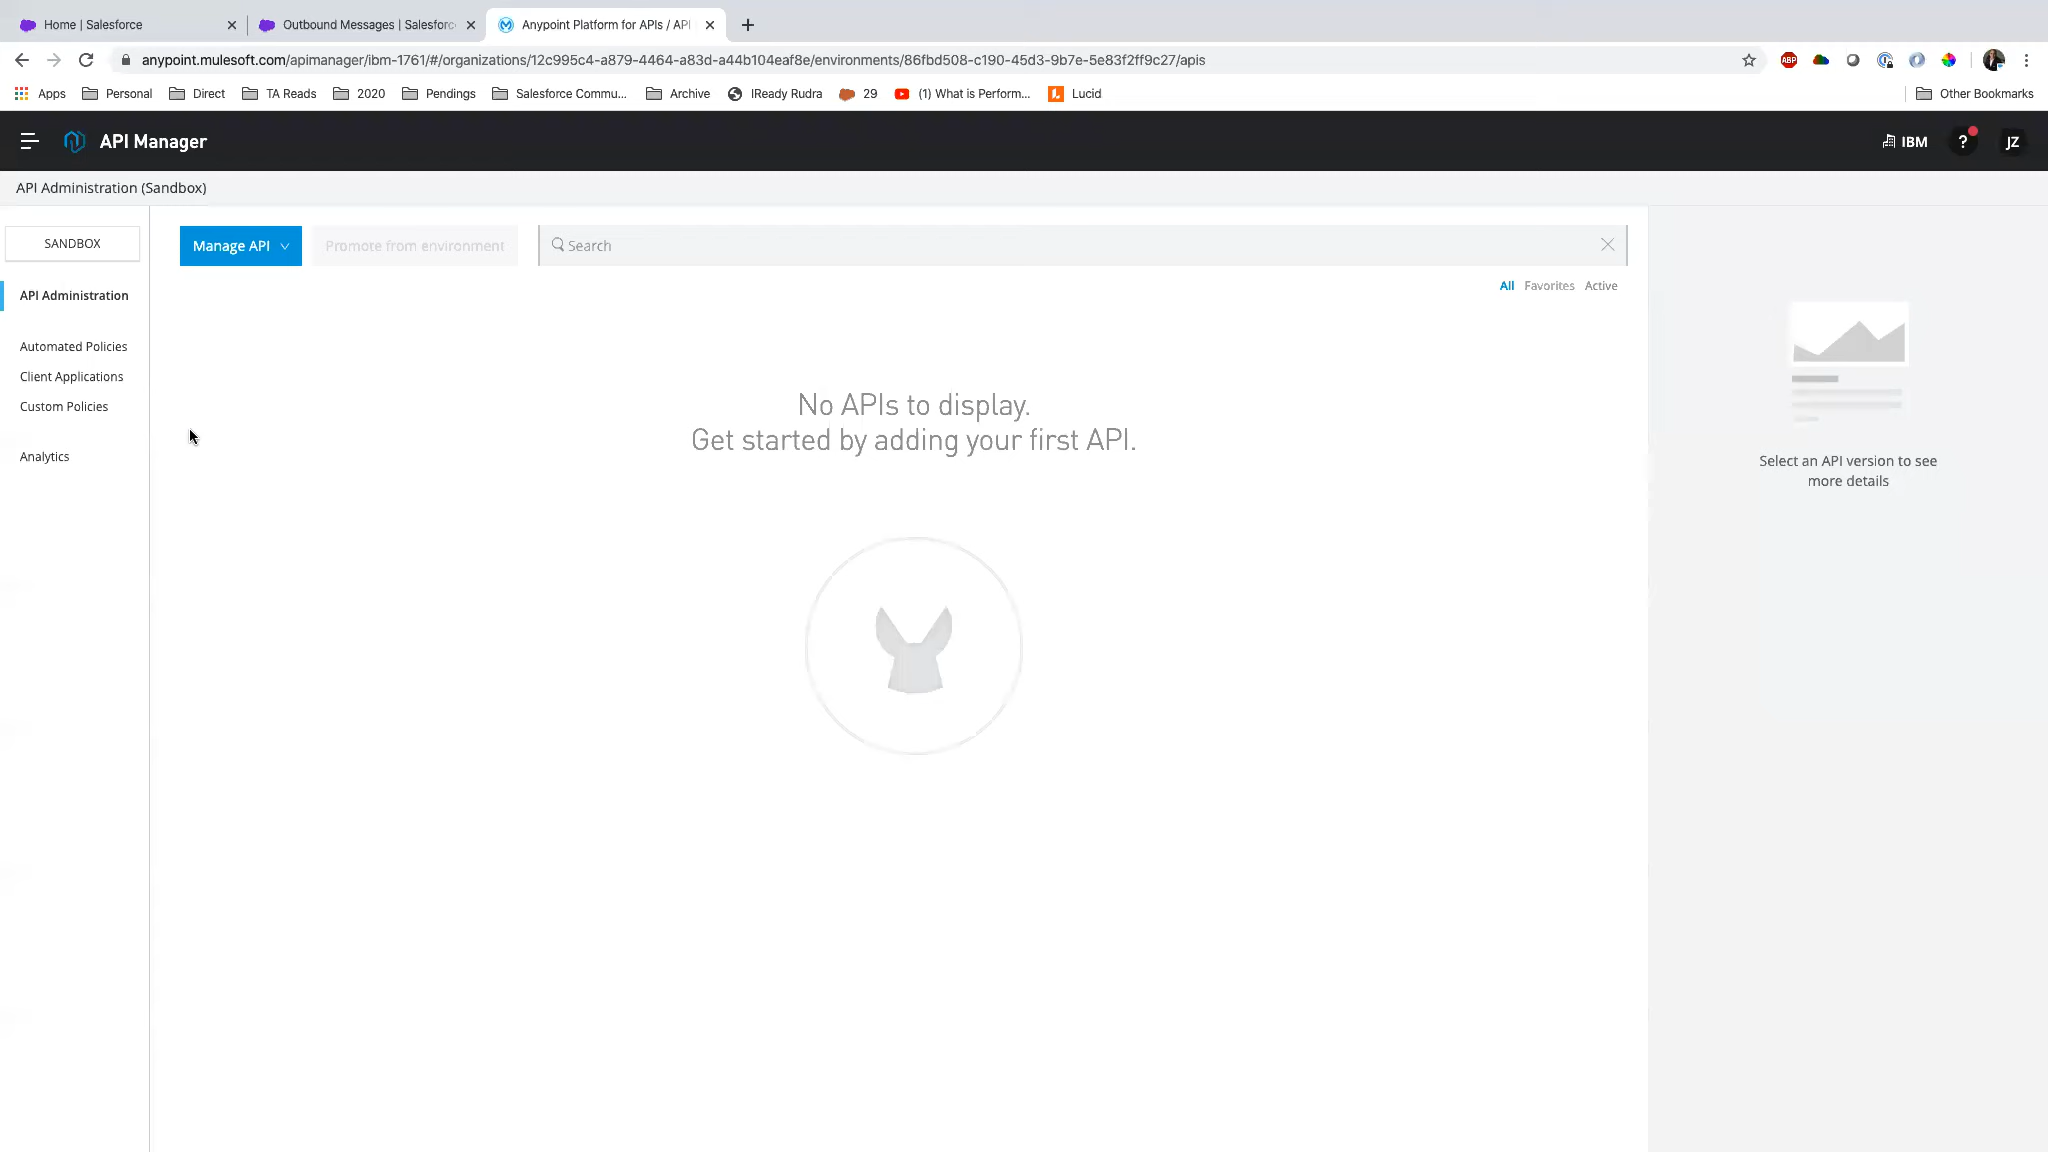 Home | Salesforce
Outbound Messages | Salesforc
Anypoint Platform for APIs / API
anypoint.mulesoft.com/apimanager/ibm-1761/#/organizations/12c995c4-a879-4464-a83d-a44b104eaf8e/environments/86fbd508-c190-45d3-9b7e-5e83f2ff9c27/apis
ABP
Apps
Personal
Direct
TA Reads
2020
Pendings
Salesforce Commu...
Archive
IReady Rudra
29
(1) What is Perform...
Lucid
Other Bookmarks
API Manager
IBM
?
JZ
API Administration (Sandbox)
SANDBOX
API Administration
Automated Policies
Client Applications
Custom Policies
Analytics
Manage API
Promote from environment
Search
All
Favorites
Active
No APIs to display.
Get started by adding your first API.
Select an API version to see
more details